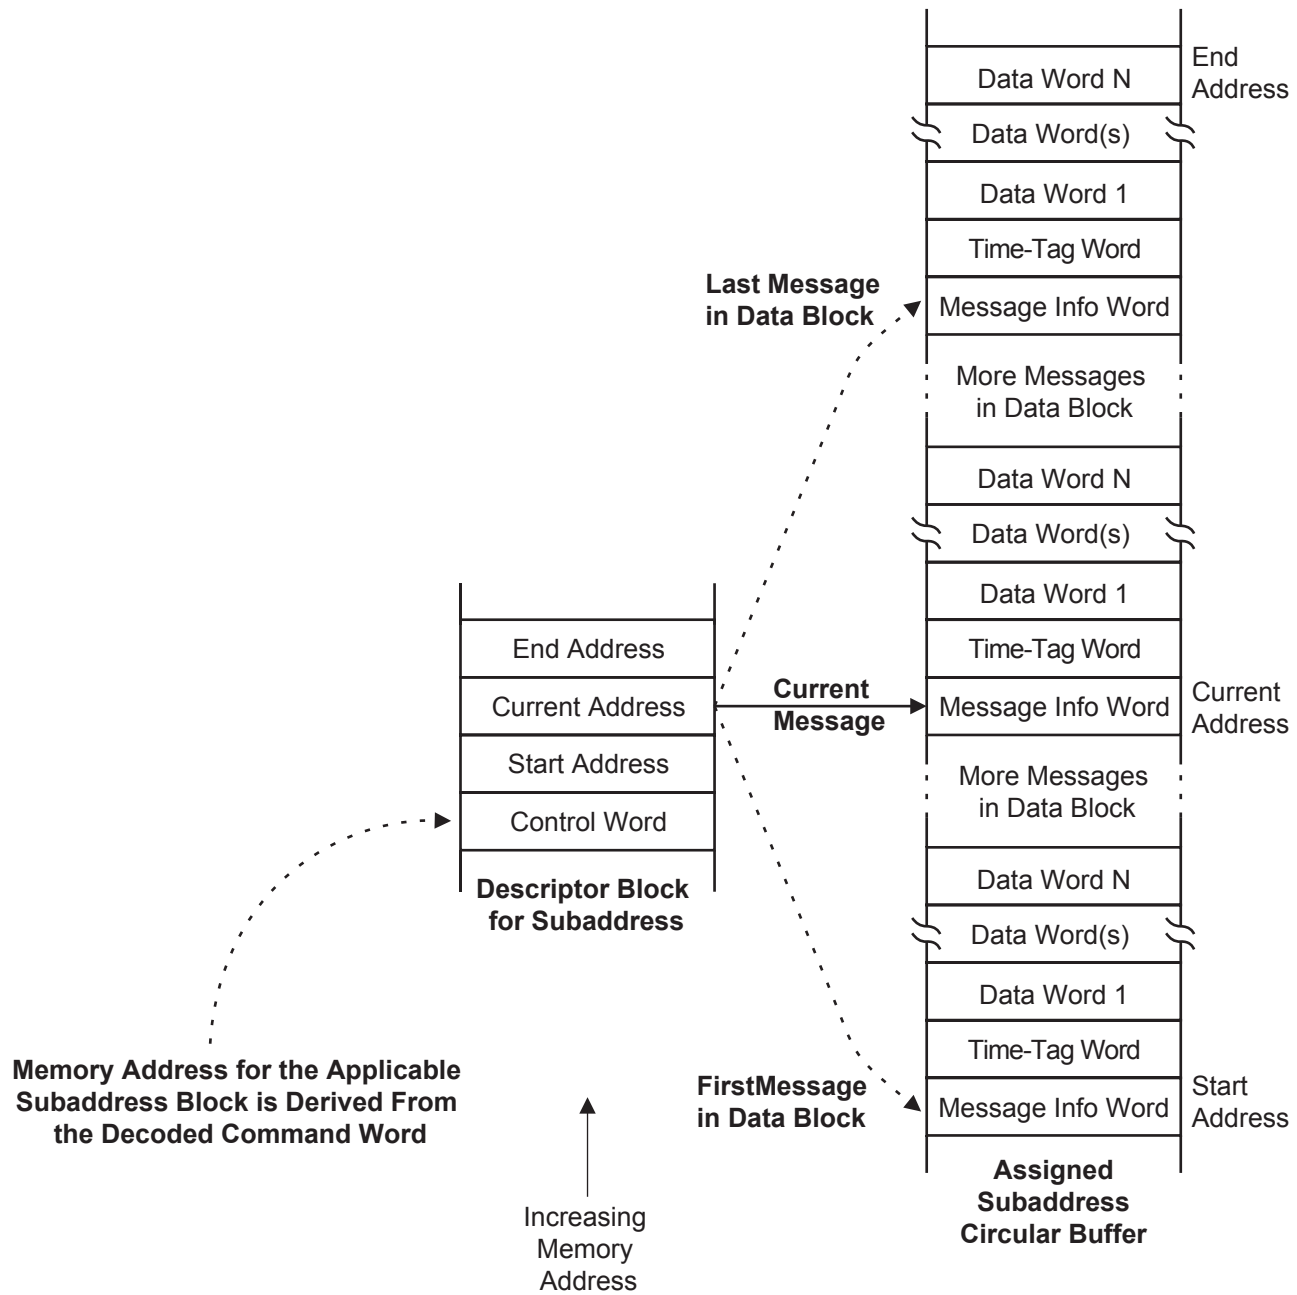 End
Address
Data Word N
Data Word(s)
Data Word 1
Time-Tag Word
Last Message
in Data Block
Message Info Word
More Messages
in Data Block
Data Word N
Data Word(s)
Data Word 1
End Address
Time-Tag Word
Current Address
Current
Message
Message Info Word
Current
Address
Start Address
More Messages
in Data Block
Control Word
Descriptor Block
for Subaddress
Data Word N
Data Word(s)
Data Word 1
Time-Tag Word
Memory Address for the Applicable
Subaddress Block is Derived From
the Decoded Command Word
FirstMessage
in Data Block
Message Info Word
Start
Address
Assigned
Subaddress
Circular Buffer
Increasing
Memory
Address